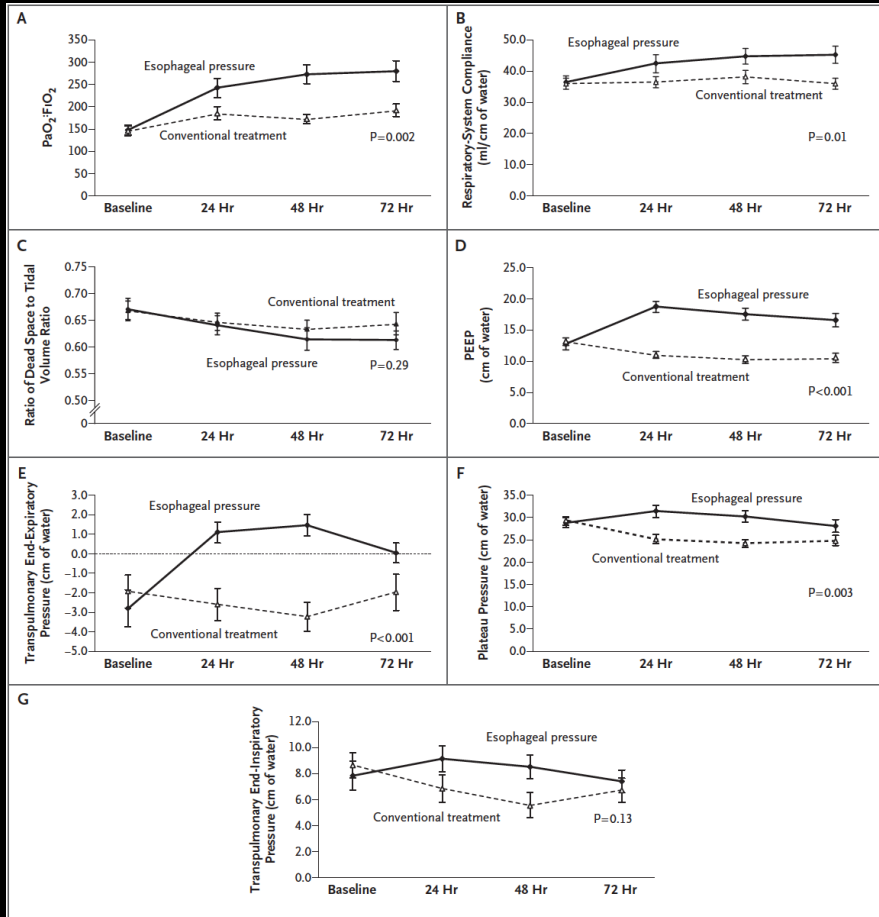 A
PaO2:FiO2
350
300
250
200
150
100
50
0
Esophageal pressure
Conventional treatment
P=0.002
Baseline 24 Hr 48 Hr 72 Hr
B
Respiratory-System Compliance
(ml/cm of water)
50.0
40.0
30.0
20.0
10.0
0.0
Esophageal pressure
Conventional treatment
P=0.01
Baseline 24 Hr 48 Hr 72 Hr
C
Ratio of Dead Space to Tidal
Volume Ratio
0.75
0.70
0.65
0.60
0.55
0.50
0
Conventional treatment
Esophageal pressure
P=0.29
Baseline 24 Hr 48 Hr 72 Hr
D
PEEP
(cm of water)
25.0
20.0
15.0
10.0
5.0
0.0
Esophageal pressure
Conventional treatment
P<0.001
Baseline 24 Hr 48 Hr 72 Hr
E
Transpulmonary End-Expiratory
Pressure (cm of water)
3.0
2.0
1.0
0.0
−1.0
−2.0
−3.0
−4.0
−5.0
Esophageal pressure
Conventional treatment
P<0.001
Baseline 24 Hr 48 Hr 72 Hr
F
Plateau Pressure (cm of water)
35.0
30.0
25.0
20.0
15.0
10.0
5.0
0.0
Esophageal pressure
Conventional treatment
P=0.003
Baseline 24 Hr 48 Hr 72 Hr
G
Transpulmonary End-Inspiratory
Pressure (cm of water)
12.0
10.0
8.0
6.0
4.0
2.0
0.0
Esophageal pressure
Conventional treatment
P=0.13
Baseline 24 Hr 48 Hr 72 Hr